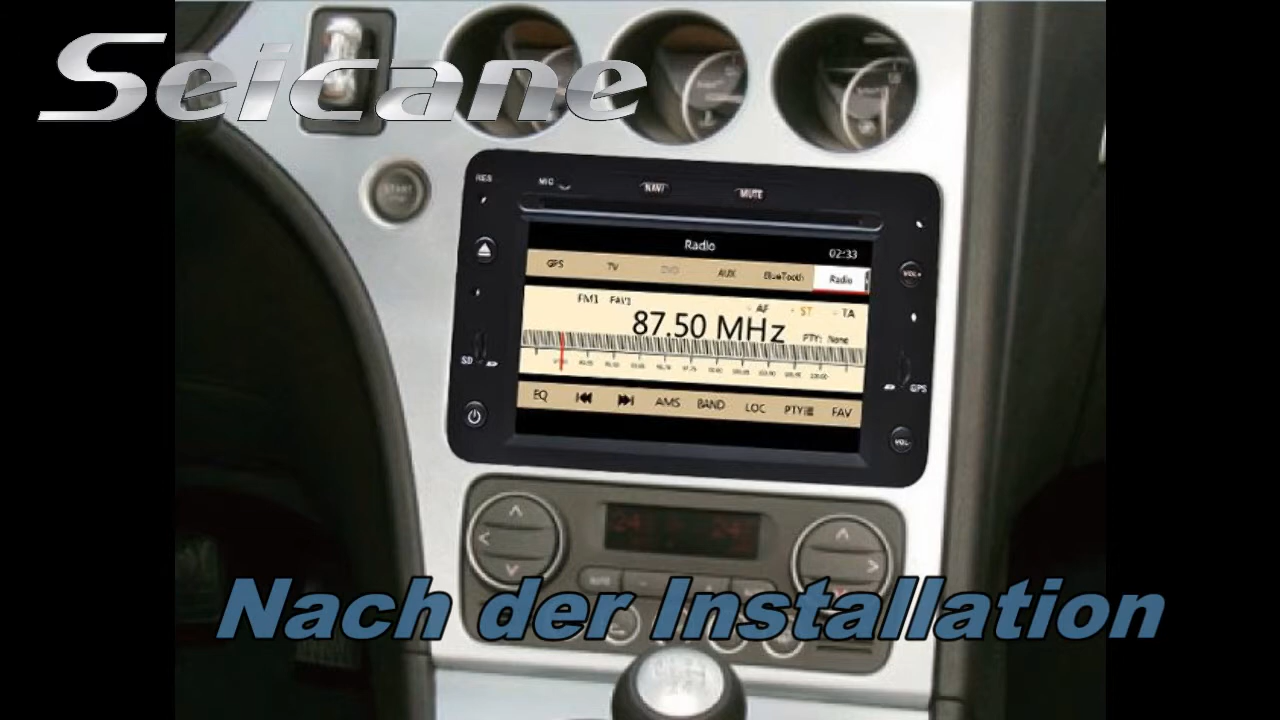 Seicane
START
RES
MIC
NAVI
MUTE
Radio
02:33
GPS TV DVD AUX BlueTooth Radio
VOL+
FM1 FAV1
AF ST TA
87.50 MHz
PTY: None
SD
GPS
EQ AMS BAND LOC PTY FAV
VOL-
Nach der Installation